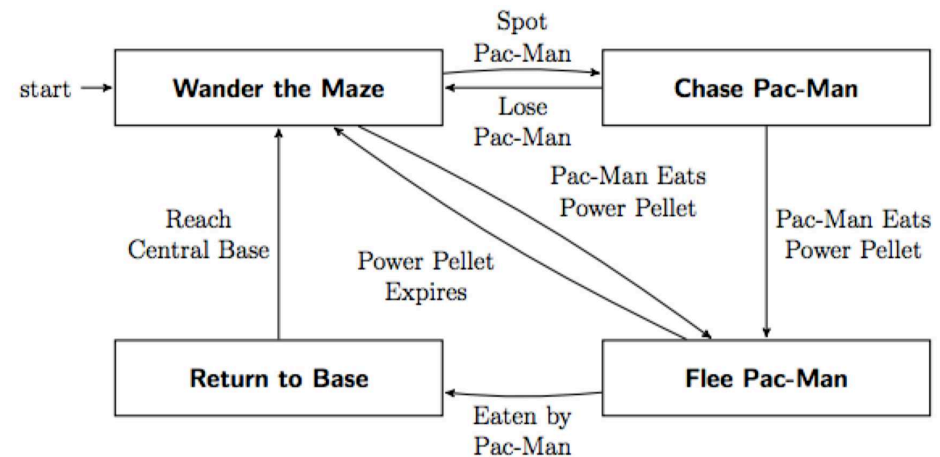 Spot
Pac-Man
start
Wander the Maze
Chase Pac-Man
Lose
Pac-Man
Pac-Man Eats
Power Pellet
Reach
Central Base
Pac-Man Eats
Power Pellet
Power Pellet
Expires
Return to Base
Flee Pac-Man
Eaten by
Pac-Man